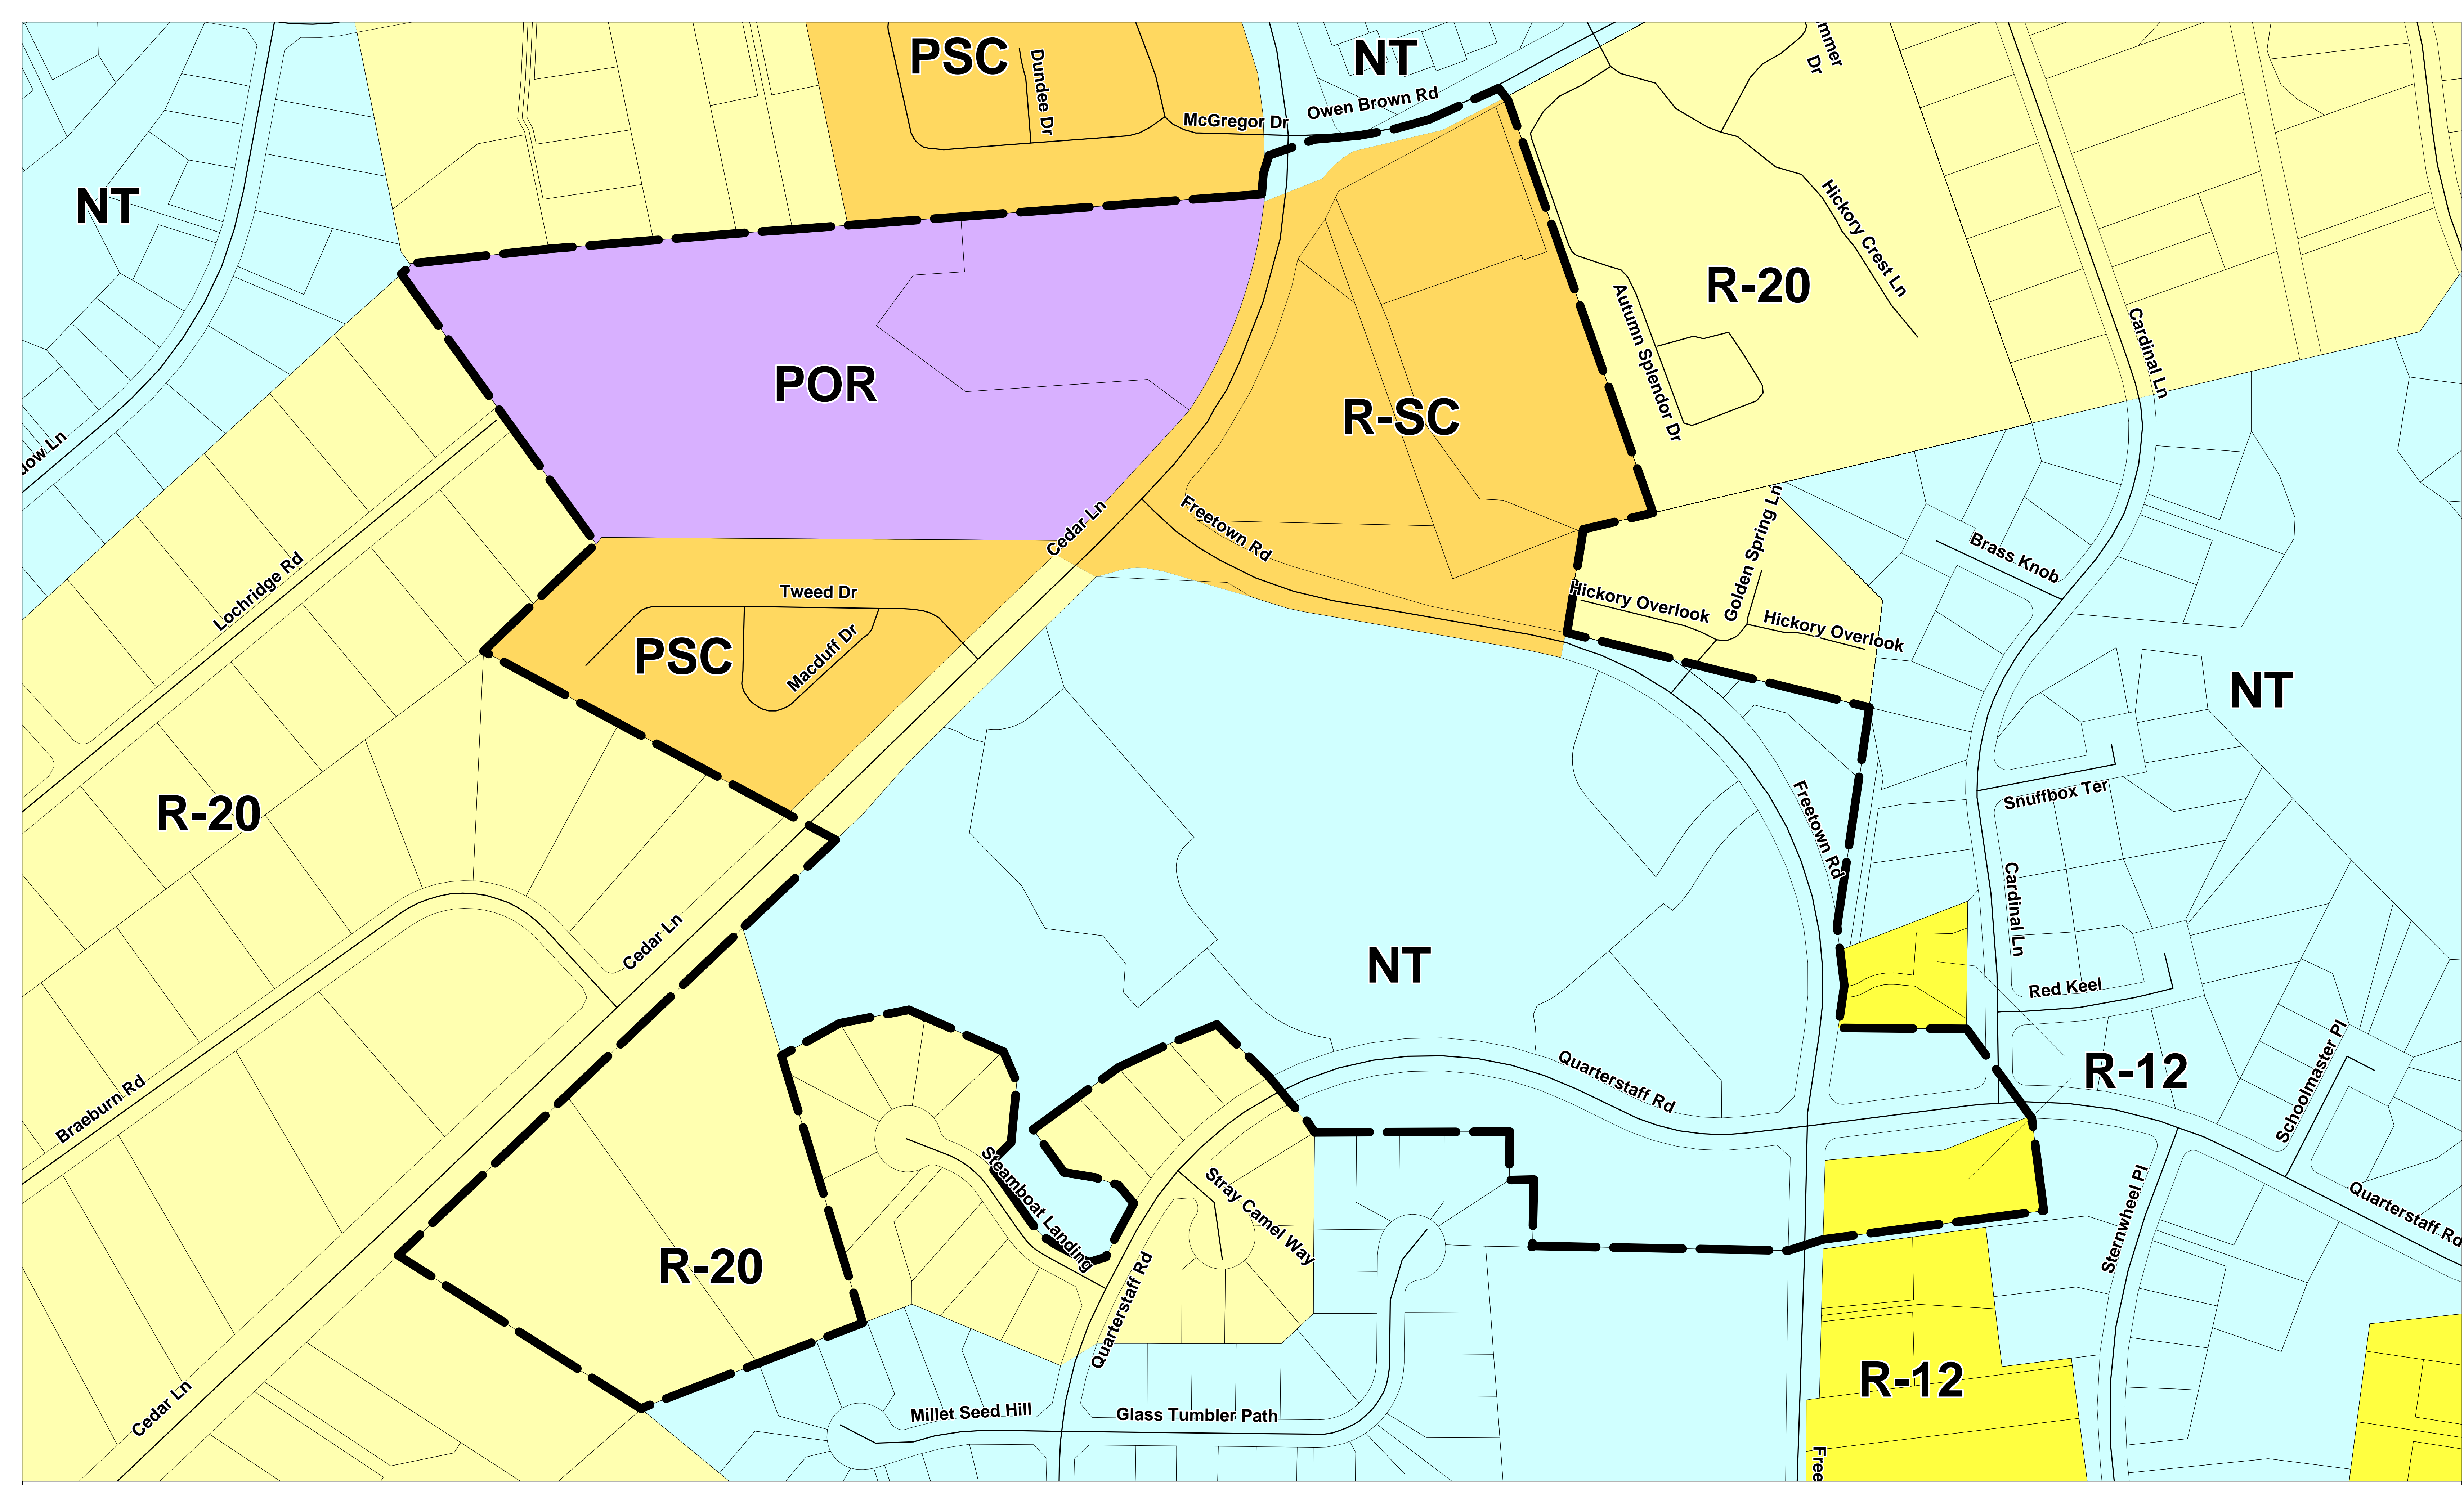 PSC
Dundee Dr
NT
mmer
Dr
Owen Brown Rd
McGregor Dr
NT
Hickory Crest Ln
R-20
Autumn Splendor Dr
Cardinal Ln
POR
R-SC
dow Ln
Lochridge Rd
Cedar Ln
Freetown Rd
Golden Spring Ln
Brass Knob
Tweed Dr
Hickory Overlook
Hickory Overlook
PSC
Macduff Dr
NT
R-20
Snuffbox Ter
Freetown Rd
Cardinal Ln
Cedar Ln
NT
Red Keel
Braeburn Rd
Quarterstaff Rd
R-12
Schoolmaster Pl
Steamboat Landing
Stray Camel Way
Sternwheel Pl
Quarterstaff Rd
R-20
Quarterstaff Rd
R-12
Cedar Ln
Millet Seed Hill
Glass Tumbler Path
Free